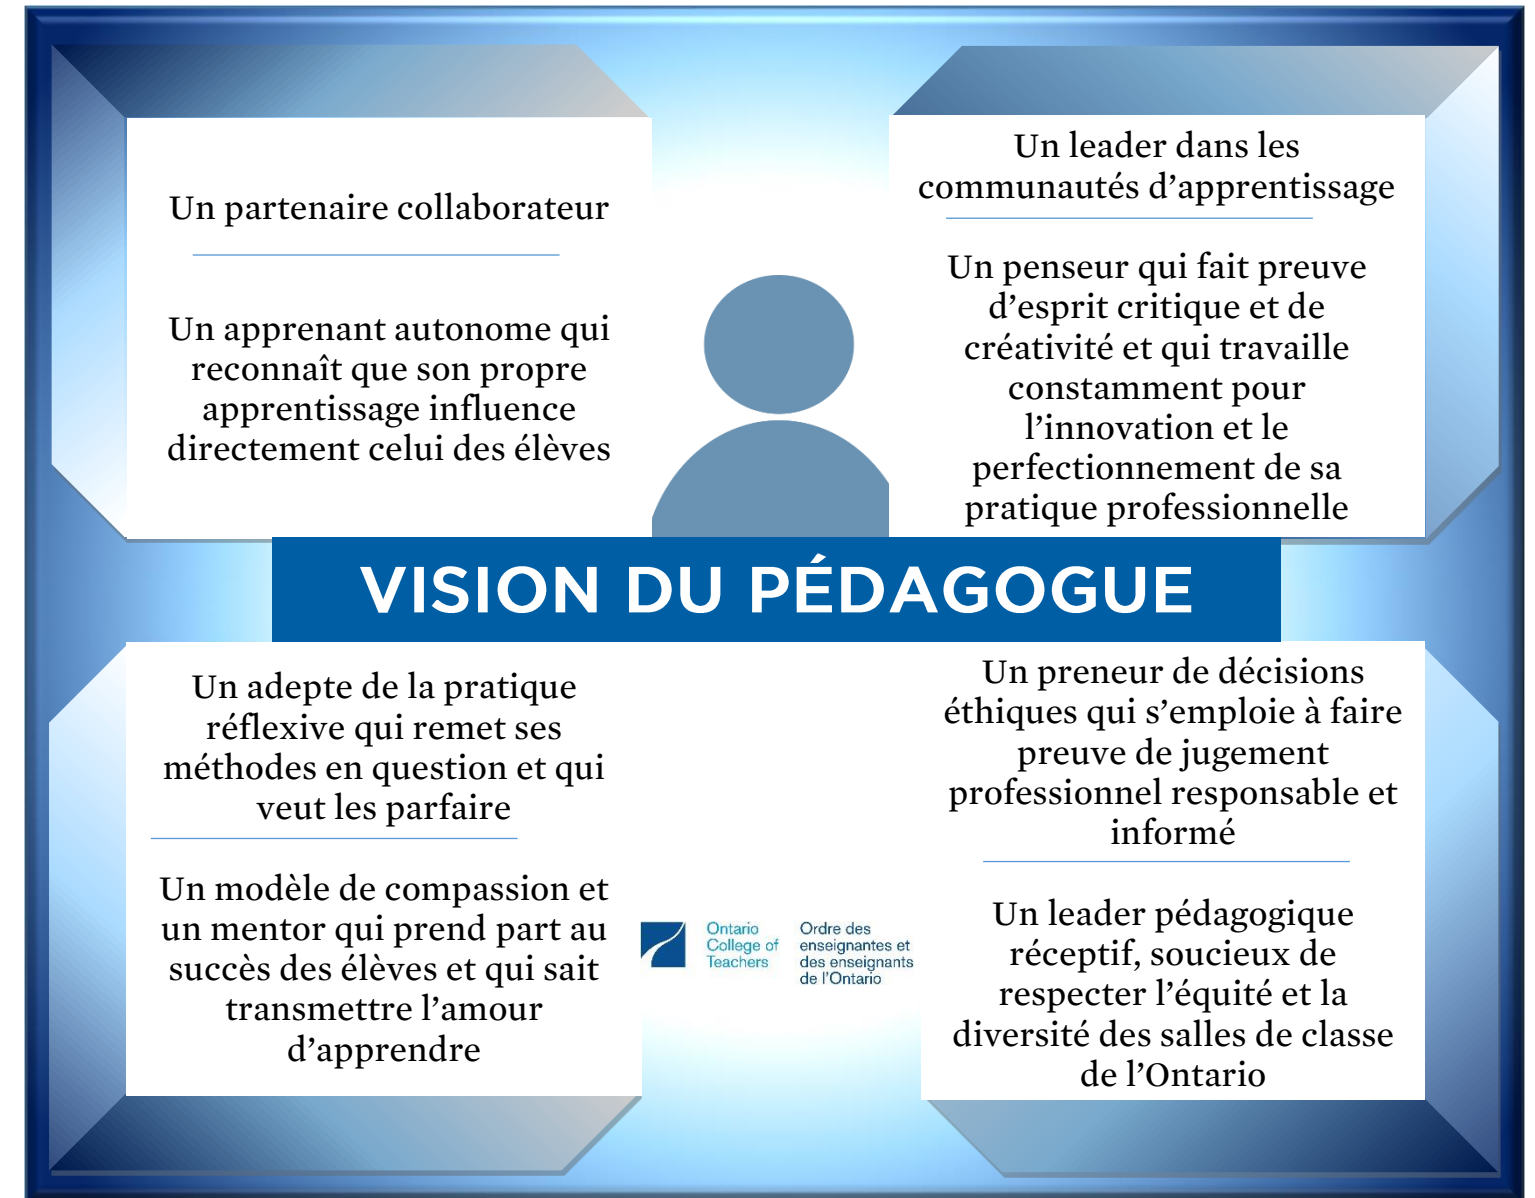 Un partenaire collaborateur
Un apprenant autonome qui
reconnaît que son propre
apprentissage influence
directement celui des élèves
Un leader dans les
communautés d’apprentissage
Un penseur qui fait preuve
d’esprit critique et de
créativité et qui travaille
constamment pour
l’innovation et le
perfectionnement de sa
pratique professionnelle
VISION DU PÉDAGOGUE
Un adepte de la pratique
réflexive qui remet ses
méthodes en question et qui
veut les parfaire
Un modèle de compassion et
un mentor qui prend part au
succès des élèves et qui sait
transmettre l’amour
d’apprendre
Ontario
College of
Teachers
Ordre des
enseignantes et
des enseignants
de l’Ontario
Un preneur de décisions
éthiques qui s’emploie à faire
preuve de jugement
professionnel responsable et
informé
Un leader pédagogique
réceptif, soucieux de
respecter l’équité et la
diversité des salles de classe
de l’Ontario